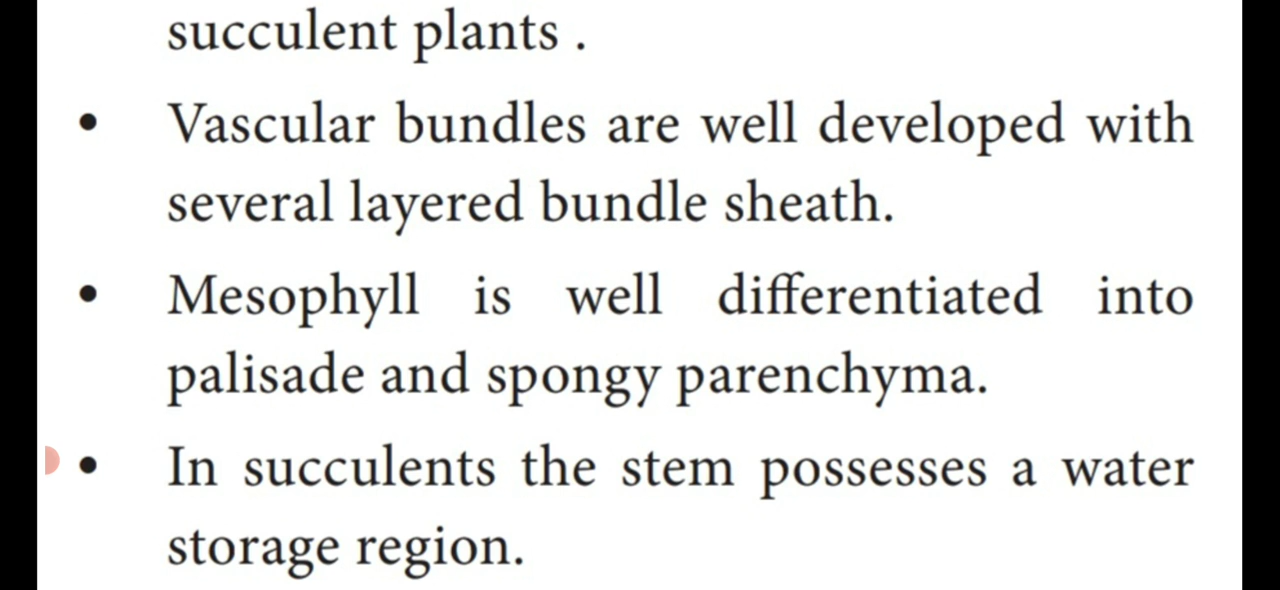 succulent plants .
• Vascular bundles are well developed with
several layered bundle sheath.
• Mesophyll is well differentiated into
palisade and spongy parenchyma.
• In succulents the stem possesses a water
storage region.